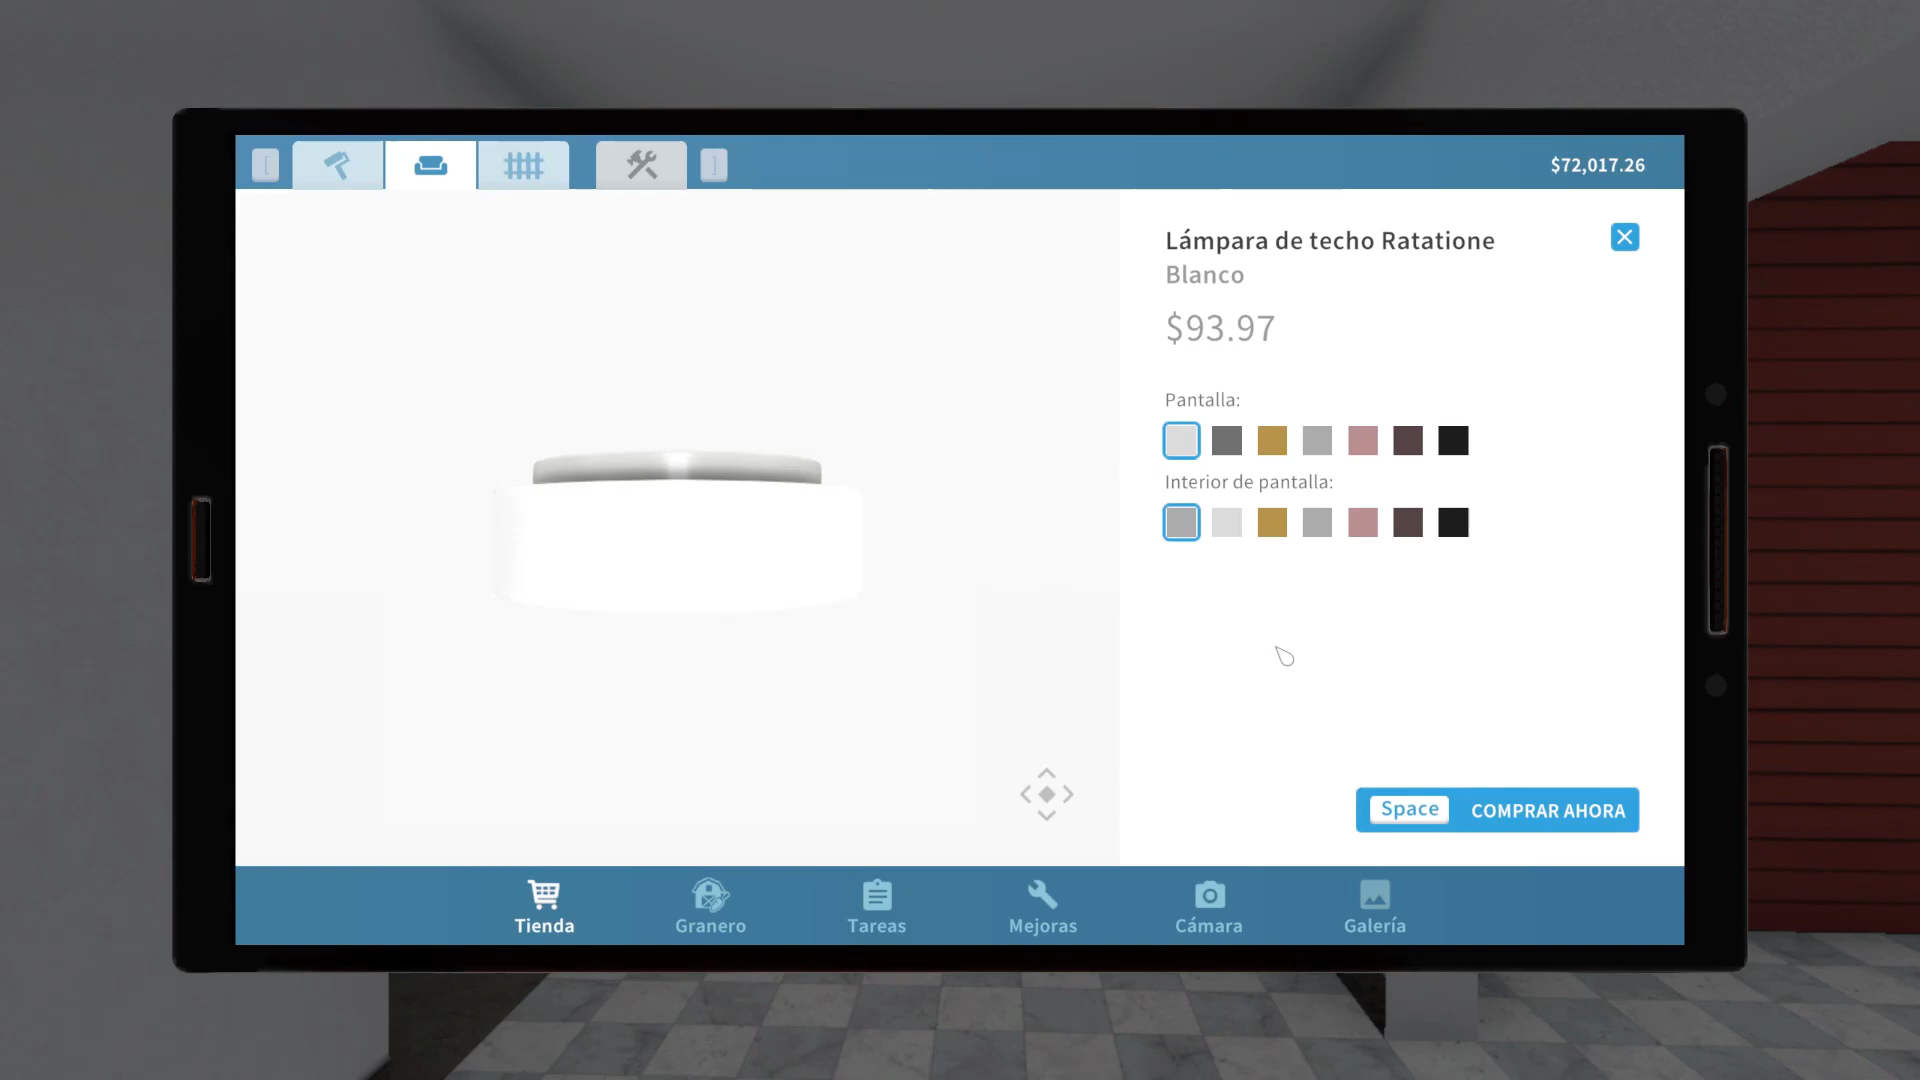 [
]
$72,017.26
Lámpara de techo Ratatione
Blanco
$93.97
Pantalla:
Interior de pantalla:
Space COMPRAR AHORA
Tienda
Granero
Tareas
Mejoras
Cámara
Galería